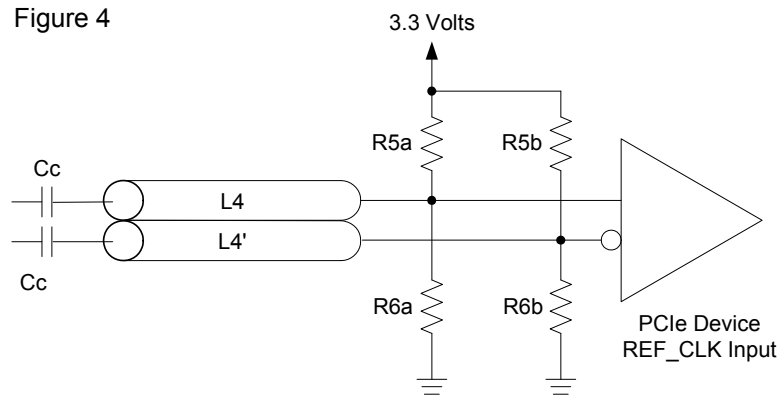 Figure 4
3.3 Volts
R5a
R5b
Cc
L4
L4'
Cc
R6a
R6b
PCIe Device
REF_CLK Input